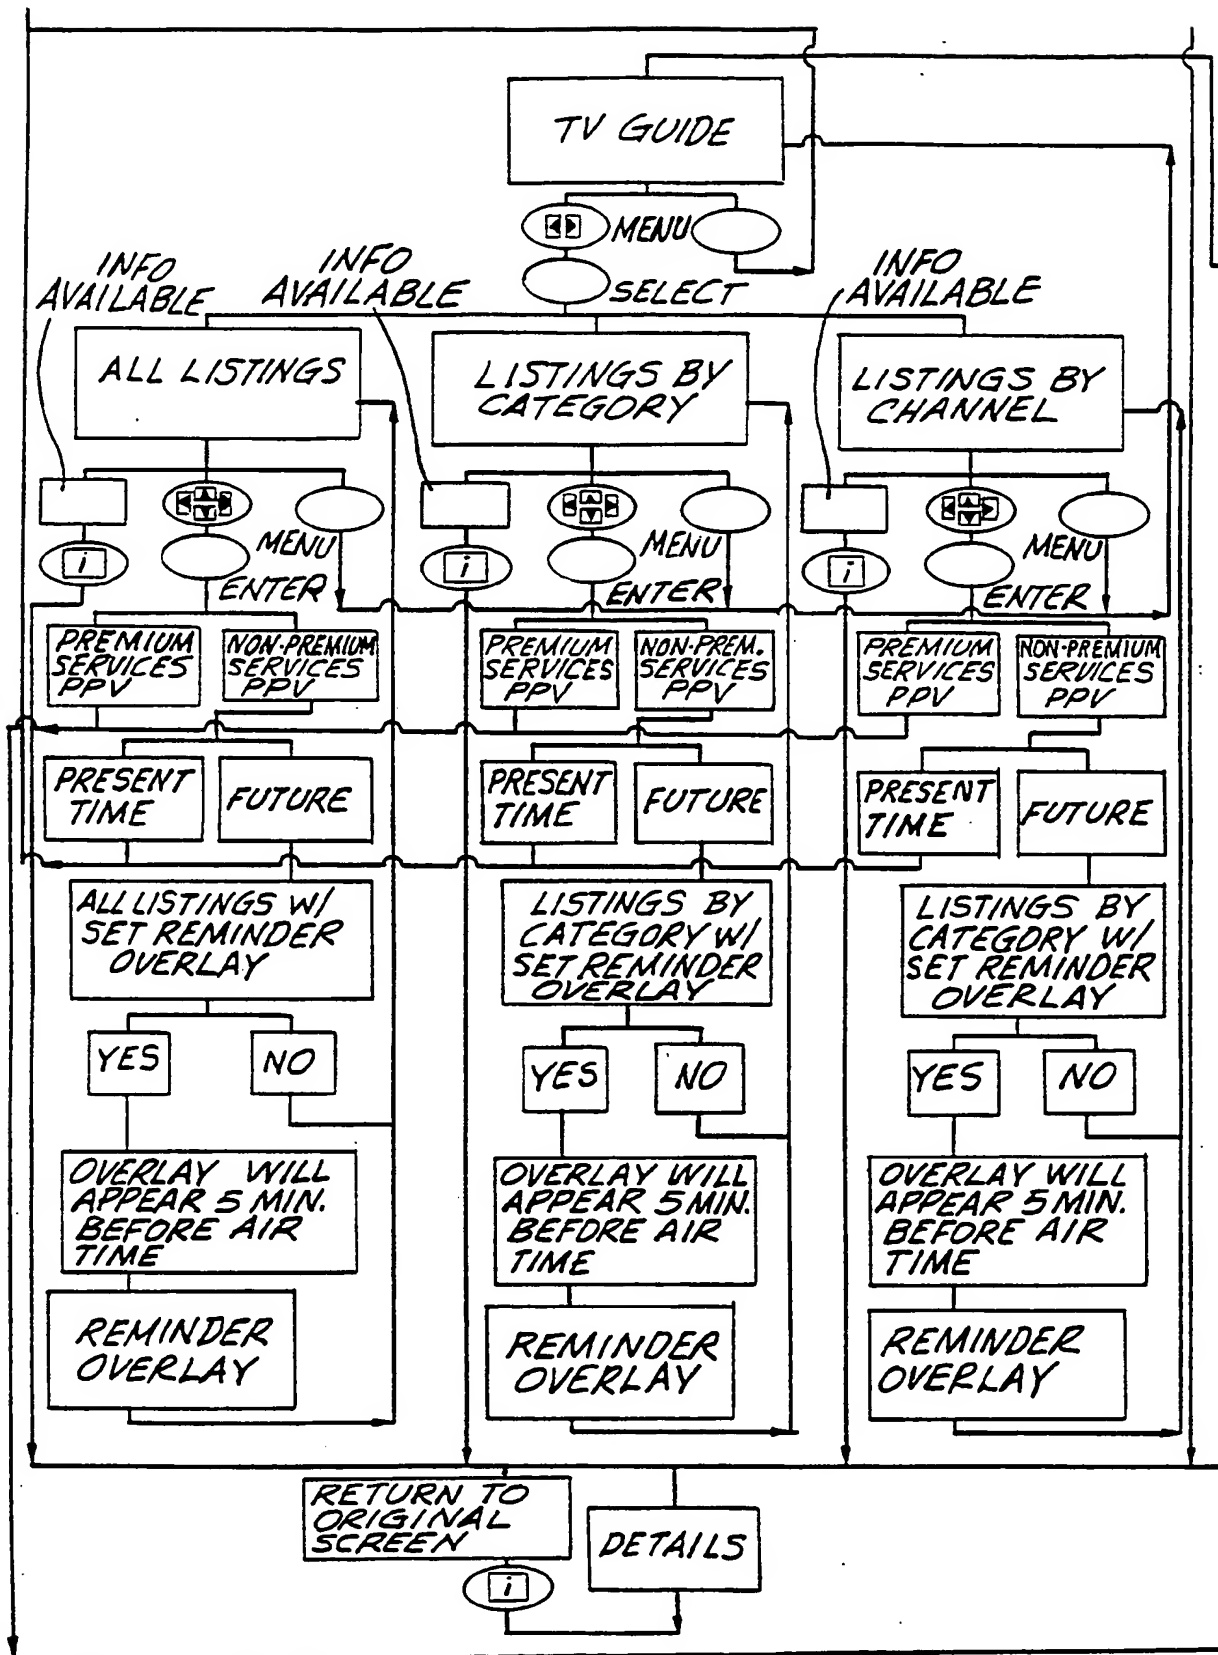 TV GUIDE
MENU
SELECT
INFO
AVAILABLE
INFO
AVAILABLE
INFO
AVAILABLE
ALL LISTINGS
LISTINGS BY
CATEGORY
LISTINGS BY
CHANNEL
i
MENU
ENTER
i
MENU
ENTER
i
MENU
ENTER
PREMIUM
SERVICES
PPV
NON-PREMIUM
SERVICES
PPV
PREMIUM
SERVICES
PPV
NON-PREM.
SERVICES
PPV
PREMIUM
SERVICES
PPV
NON-PREMIUM
SERVICES
PPV
PRESENT
TIME
FUTURE
PRESENT
TIME
FUTURE
PRESENT
TIME
FUTURE
ALL LISTINGS W/
SET REMINDER
OVERLAY
LISTINGS BY
CATEGORY W/
SET REMINDER
OVERLAY
LISTINGS BY
CATEGORY W/
SET REMINDER
OVERLAY
YES
NO
YES
NO
YES
NO
OVERLAY WILL
APPEAR 5 MIN.
BEFORE AIR
TIME
OVERLAY WILL
APPEAR 5 MIN.
BEFORE AIR
TIME
OVERLAY WILL
APPEAR 5 MIN.
BEFORE AIR
TIME
REMINDER
OVERLAY
REMINDER
OVERLAY
REMINDER
OVERLAY
RETURN TO
ORIGINAL
SCREEN
DETAILS
i